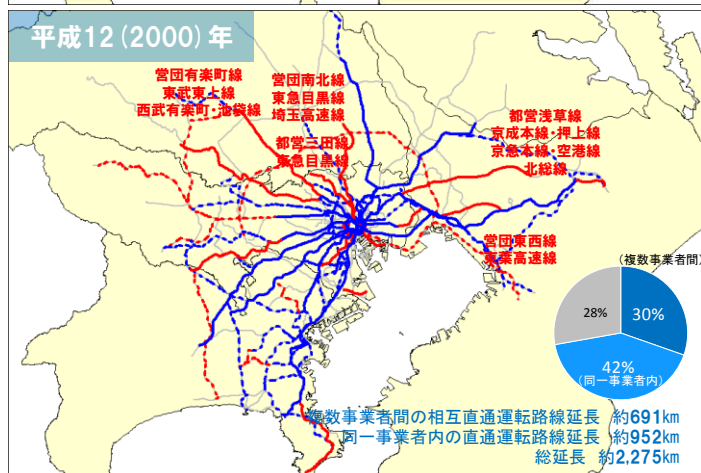 平成12(2000)年
営団有楽町線
東武東上線
西武有楽町・池袋線
営団南北線
東急目黒線
埼玉高速線
都営三田線
東急目黒線
都営浅草線
京成本線・押上線
京急本線・空港線
北総線
営団東西線
東葉高速線
(複数事業者間)
28%
30%
42%
(同一事業者内)
複数事業者間の相互直通運転路線延長 約691km
同一事業者内の直通運転路線延長 約952km
総延長 約2,275km